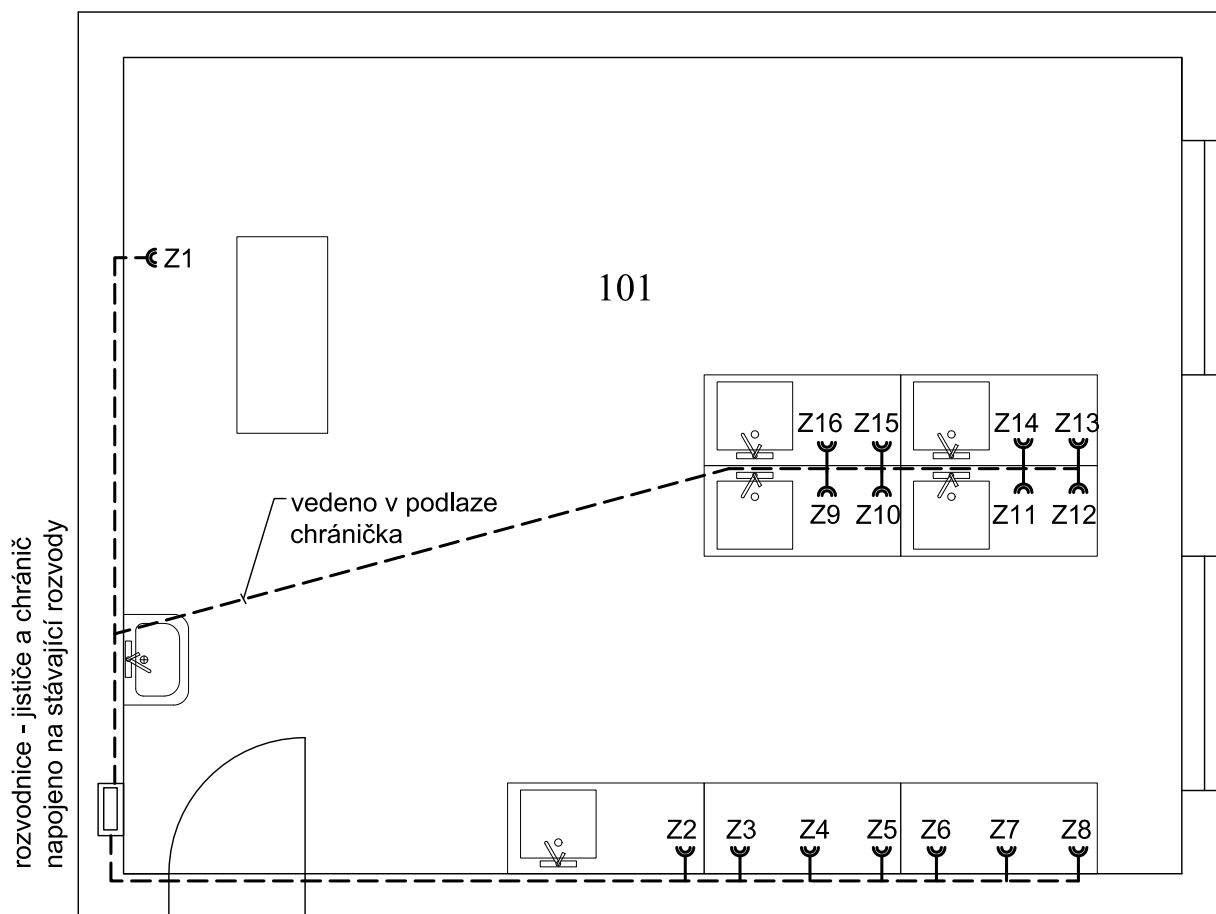 Z1
101
Z16 Z15 Z14 Z13
Z9 Z10 Z11 Z12
vedeno v podlaze
chránička
rozvodnice - jističe a chránič
napojeno na stávající rozvody
Z2 Z3 Z4 Z5 Z6 Z7 Z8